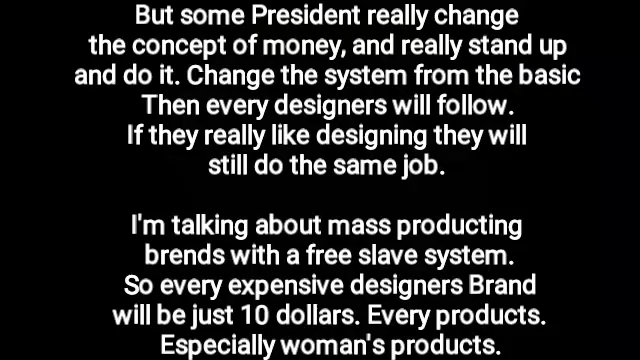 But some President really change
the concept of money, and really stand up
and do it. Change the system from the basic
Then every designers will follow.
If they really like designing they will
still do the same job.
I'm talking about mass producting
brends with a free slave system.
So every expensive designers Brand
will be just 10 dollars. Every products.
Especially woman's products.